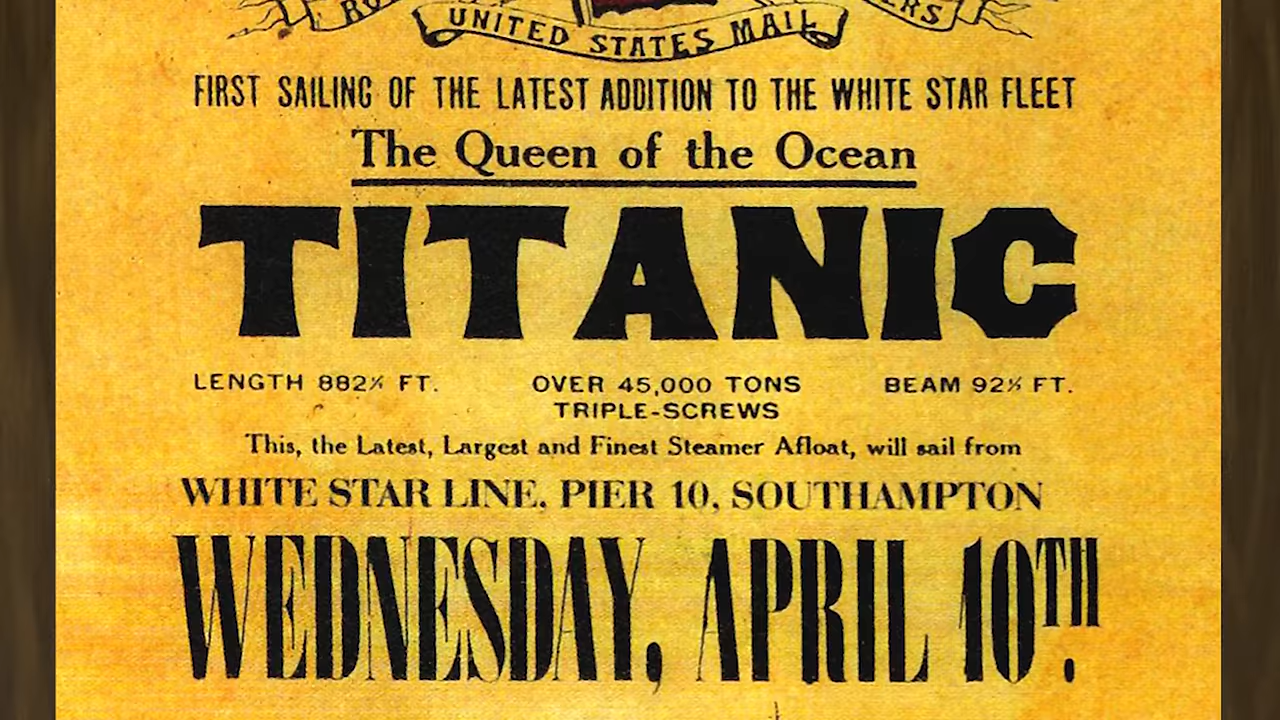 UNITED STATES MAIL
FIRST SAILING OF THE LATEST ADDITION TO THE WHITE STAR FLEET
The Queen of the Ocean
TITANIC
LENGTH 882½ FT. OVER 45,000 TONS BEAM 92½ FT.
TRIPLE-SCREWS
This, the Latest, Largest and Finest Steamer Afloat, will sail from
WHITE STAR LINE, PIER 10, SOUTHAMPTON
WEDNESDAY, APRIL 10TH.